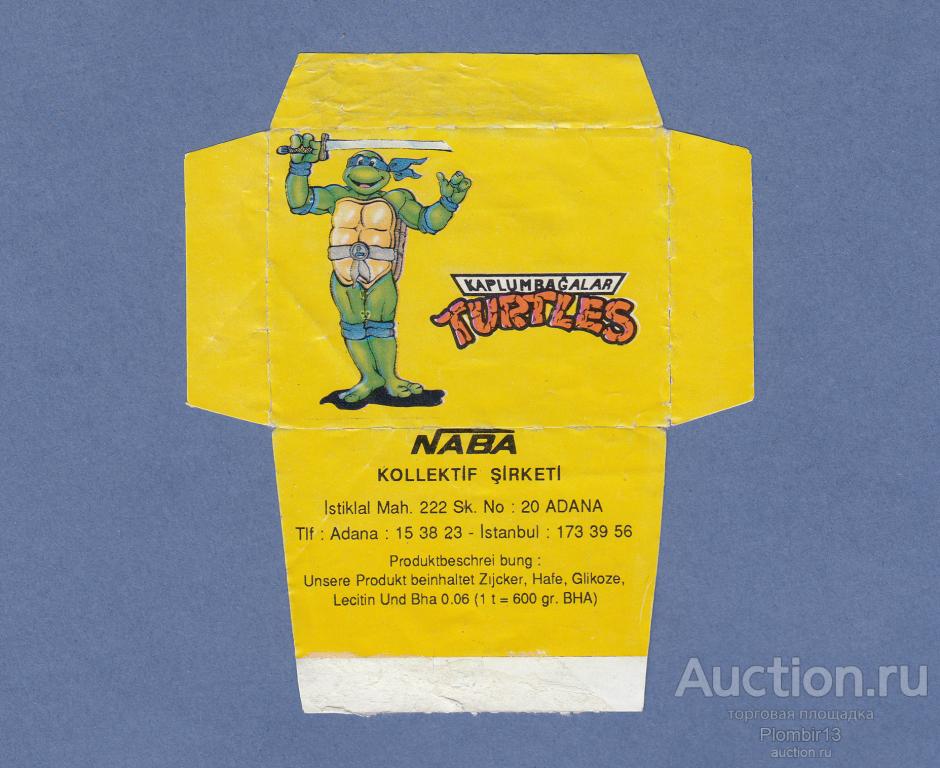 KAPLUMBAĞALAR
TURTLES
NABA
KOLLEKTİF ŞİRKETİ
İstiklal Mah. 222 Sk. No : 20 ADANA
Tlf : Adana : 15 38 23 - İstanbul : 173 39 56
Produktbeschrei bung :
Unsere Produkt beinhaltet Zıjcker, Hafe, Glikoze,
Lecitin Und Bha 0.06 (1 t = 600 gr. BHA)
Auction.ru
торговая площадка
Plombir13
auction.ru